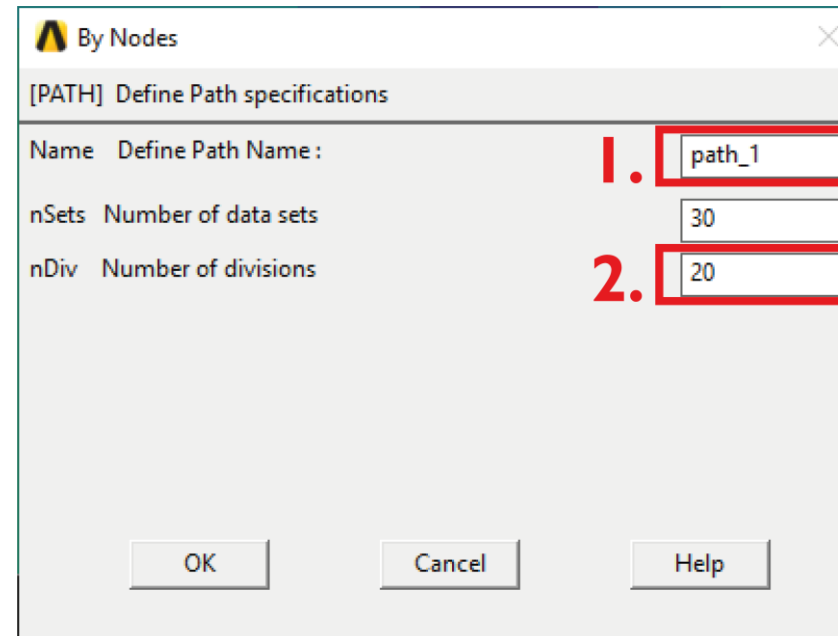 By Nodes
[PATH] Define Path specifications
Name Define Path Name :
1. path_1
nSets Number of data sets
30
nDiv Number of divisions
2. 20
OK Cancel Help